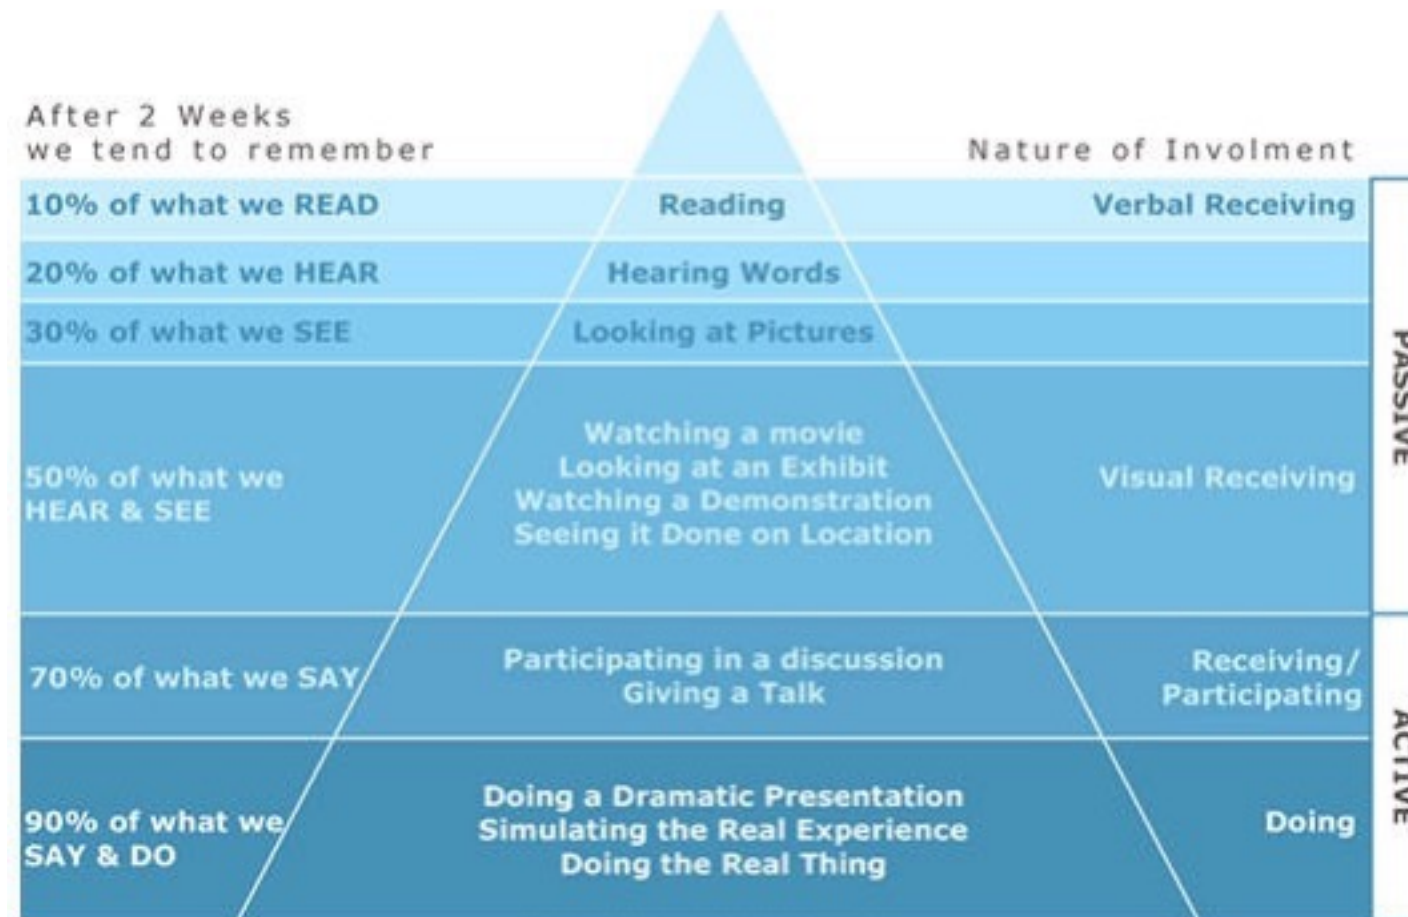 After 2 Weeks
we tend to remember
Nature of Involment
10% of what we READ
Reading
Verbal Receiving
20% of what we HEAR
Hearing Words
30% of what we SEE
Looking at Pictures
50% of what we
HEAR & SEE
Watching a movie
Looking at an Exhibit
Watching a Demonstration
Seeing it Done on Location
Visual Receiving
PASSIVE
70% of what we SAY
Participating in a discussion
Giving a Talk
Receiving/
Participating
90% of what we
SAY & DO
Doing a Dramatic Presentation
Simulating the Real Experience
Doing the Real Thing
Doing
ACTIVE